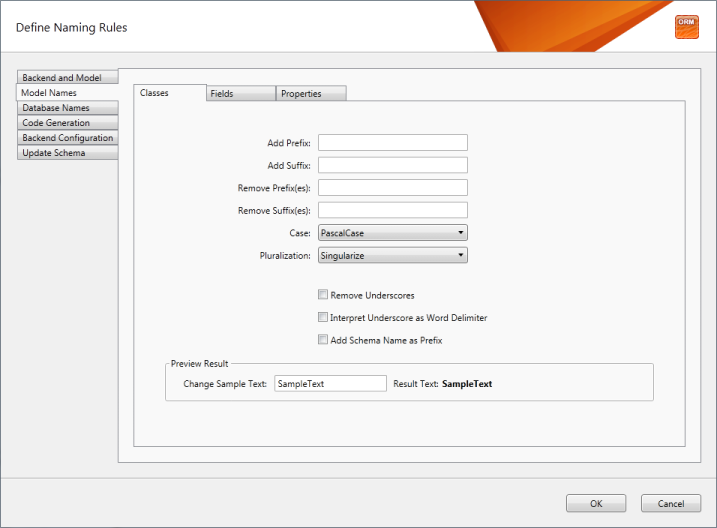 Define Naming Rules
ORM
Backend and Model
Model Names
Database Names
Code Generation
Backend Configuration
Update Schema
Classes
Fields
Properties
Add Prefix:
Add Suffix:
Remove Prefix(es):
Remove Suffix(es):
Case: PascalCase
Pluralization: Singularize
Remove Underscores
Interpret Underscore as Word Delimiter
Add Schema Name as Prefix
Preview Result
Change Sample Text: SampleText Result Text: SampleText
OK Cancel